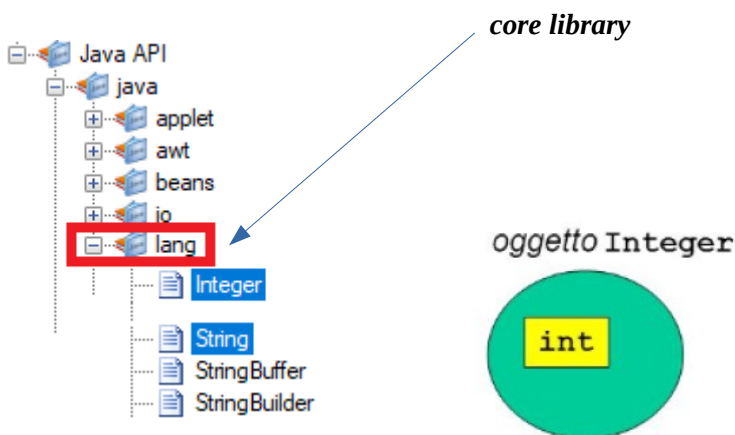 core library
Java API
java
applet
awt
beans
io
lang
Integer
String
StringBuffer
StringBuilder
oggetto Integer
int